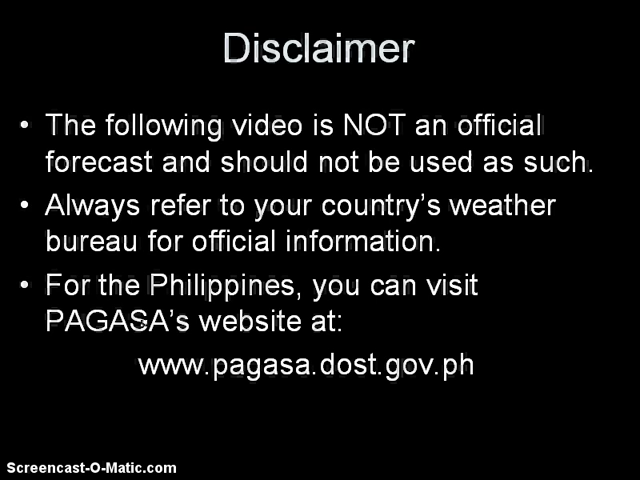 Disclaimer
• The following video is NOT an official
forecast and should not be used as such.
• Always refer to your country's weather
bureau for official information.
• For the Philippines, you can visit
PAGASA's website at:
www.pagasa.dost.gov.ph
Screencast-O-Matic.com